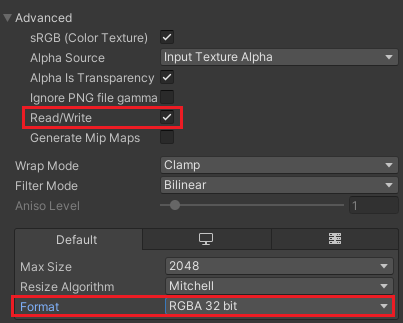 Advanced
sRGB (Color Texture)
Alpha Source Input Texture Alpha
Alpha Is Transparency
Ignore PNG file gamma
Read/Write
Generate Mip Maps
Wrap Mode Clamp
Filter Mode Bilinear
Aniso Level 1
Default
Max Size 2048
Resize Algorithm Mitchell
Format RGBA 32 bit